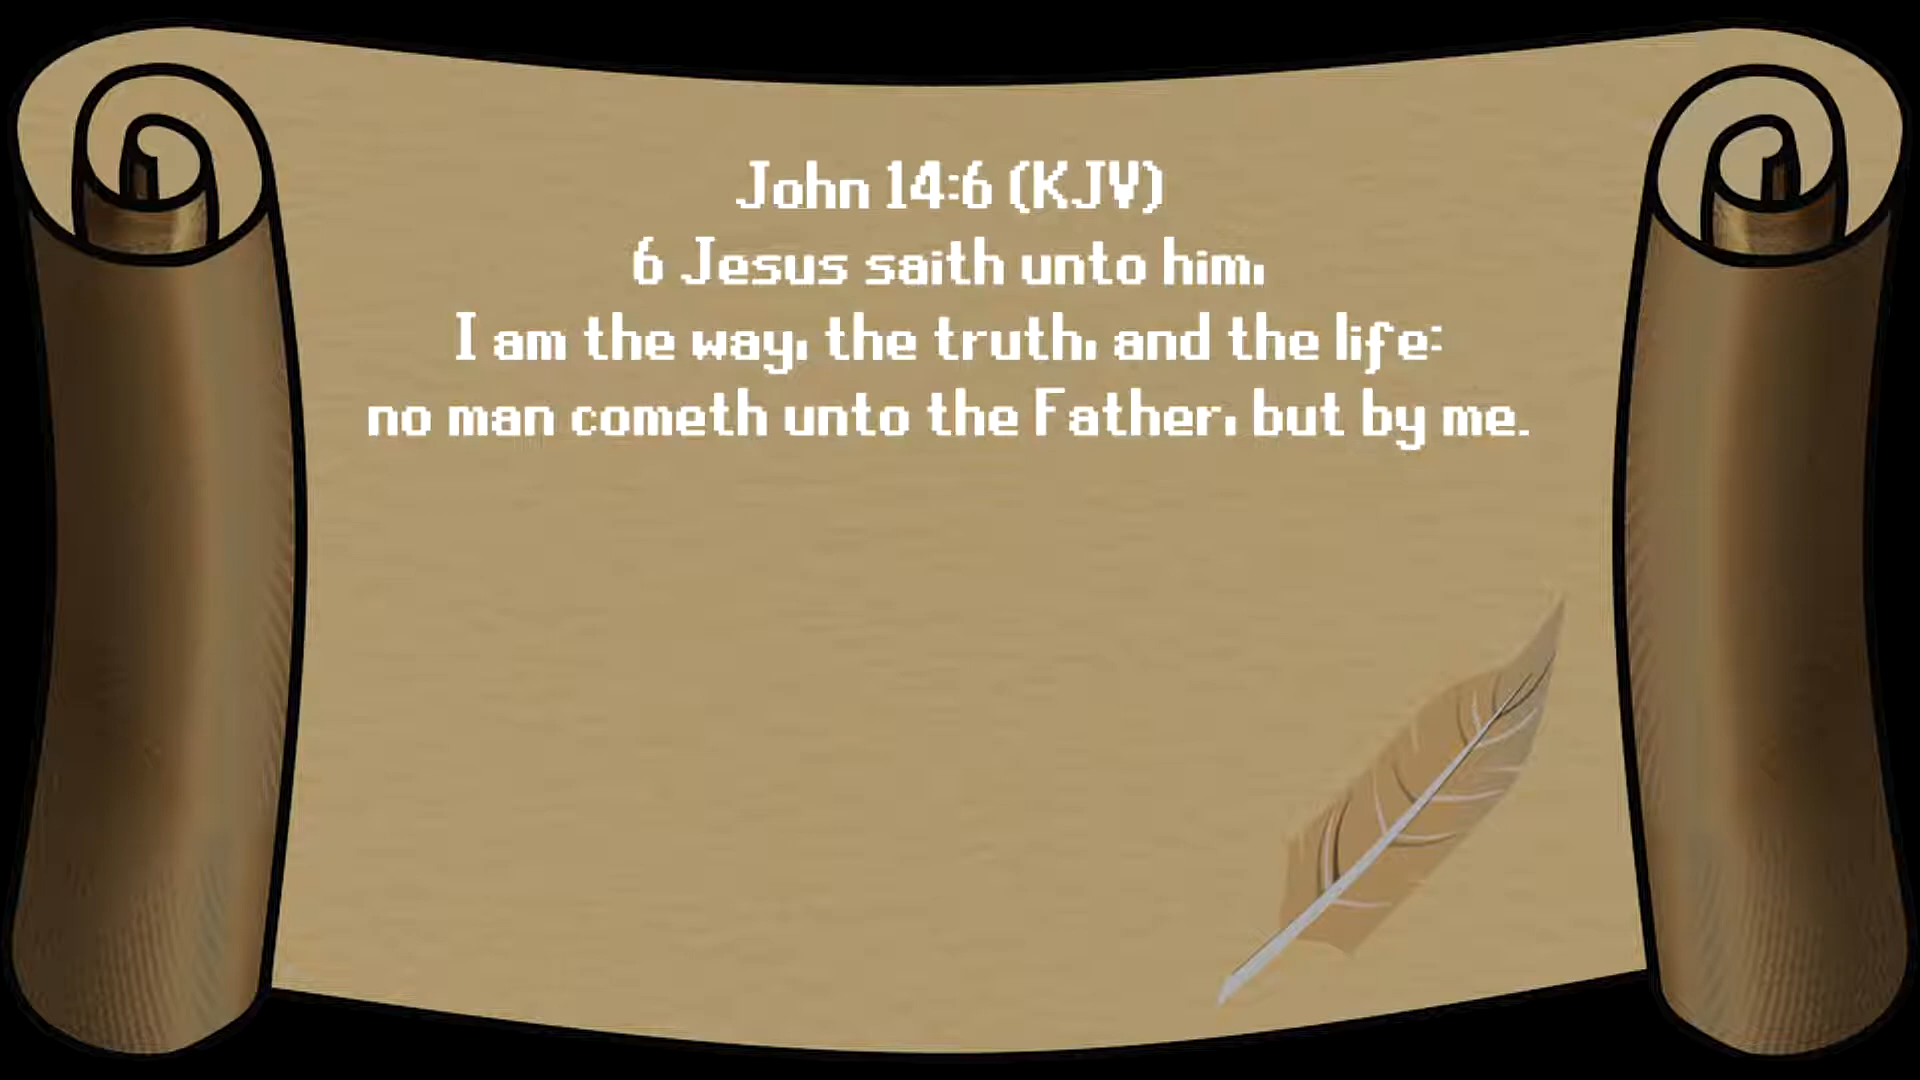 John 14:6 (KJV)
6 Jesus saith unto him,
I am the way, the truth, and the life:
no man cometh unto the Father, but by me.